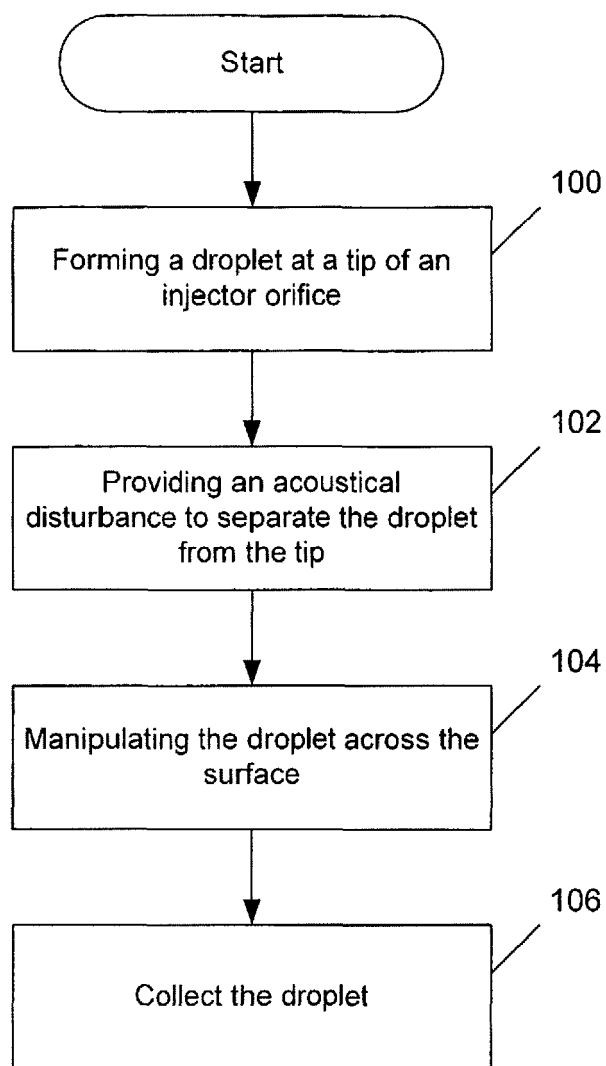 Start
100
Forming a droplet at a tip of an
injector orifice
102
Providing an acoustical
disturbance to separate the droplet
from the tip
104
Manipulating the droplet across the
surface
106
Collect the droplet